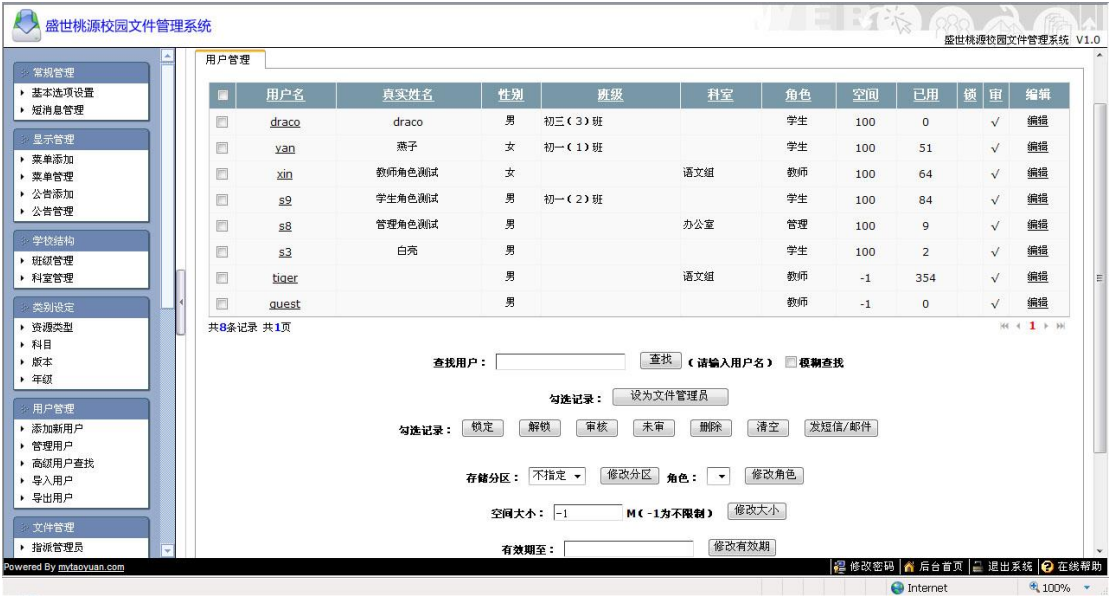 盛世桃源校园文件管理系统
盛世桃源校园文件管理系统 V1.0
常规管理
基本选项设置
短消息管理
显示管理
菜单添加
菜单管理
公告添加
公告管理
学校结构
班级管理
科室管理
类别设定
资源类型
科目
版本
年级
用户管理
添加新用户
管理用户
高级用户查找
导入用户
导出用户
文件管理
指派管理员
用户管理
用户名 真实姓名 性别 班级 科室 角色 空间 已用 锁 审 编辑
draco draco 男 初三(3)班 学生 100 0 √ 编辑
yan 燕子 女 初一(1)班 学生 100 51 √ 编辑
xin 教师角色测试 女 语文组 教师 100 64 √ 编辑
s9 学生角色测试 男 初一(2)班 学生 100 84 √ 编辑
s8 管理角色测试 男 办公室 管理 100 9 √ 编辑
s3 白亮 男 学生 100 2 √ 编辑
tiger 男 语文组 教师 -1 354 √ 编辑
guest 男 教师 -1 0 √ 编辑
共8条记录 共1页 1
查找用户: 查找 (请输入用户名) 模糊查找
勾选记录: 设为文件管理员
勾选记录: 锁定 解锁 审核 未审 删除 清空 发短信/邮件
存储分区: 不指定 修改分区 角色: 修改角色
空间大小: -1 M(-1为不限制) 修改大小
有效期至: 修改有效期
Powered By mytaoyuan.com 修改密码 后台首页 退出系统 在线帮助
Internet 100%